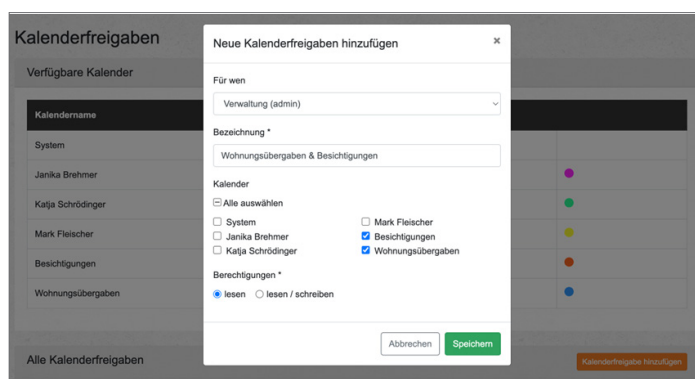 Kalenderfreigaben
Verfügbare Kalender
Kalendername
System
Janika Brehmer
Katja Schrödinger
Mark Fleischer
Besichtigungen
Wohnungsübergaben
Alle Kalenderfreigaben
Kalenderfreigabe hinzufügen
Neue Kalenderfreigaben hinzufügen ×
Für wen
Verwaltung (admin)
Bezeichnung *
Wohnungsübergaben & Besichtigungen
Kalender
Alle auswählen
System Mark Fleischer
Janika Brehmer Besichtigungen
Katja Schrödinger Wohnungsübergaben
Berechtigungen *
lesen lesen / schreiben
Abbrechen Speichern